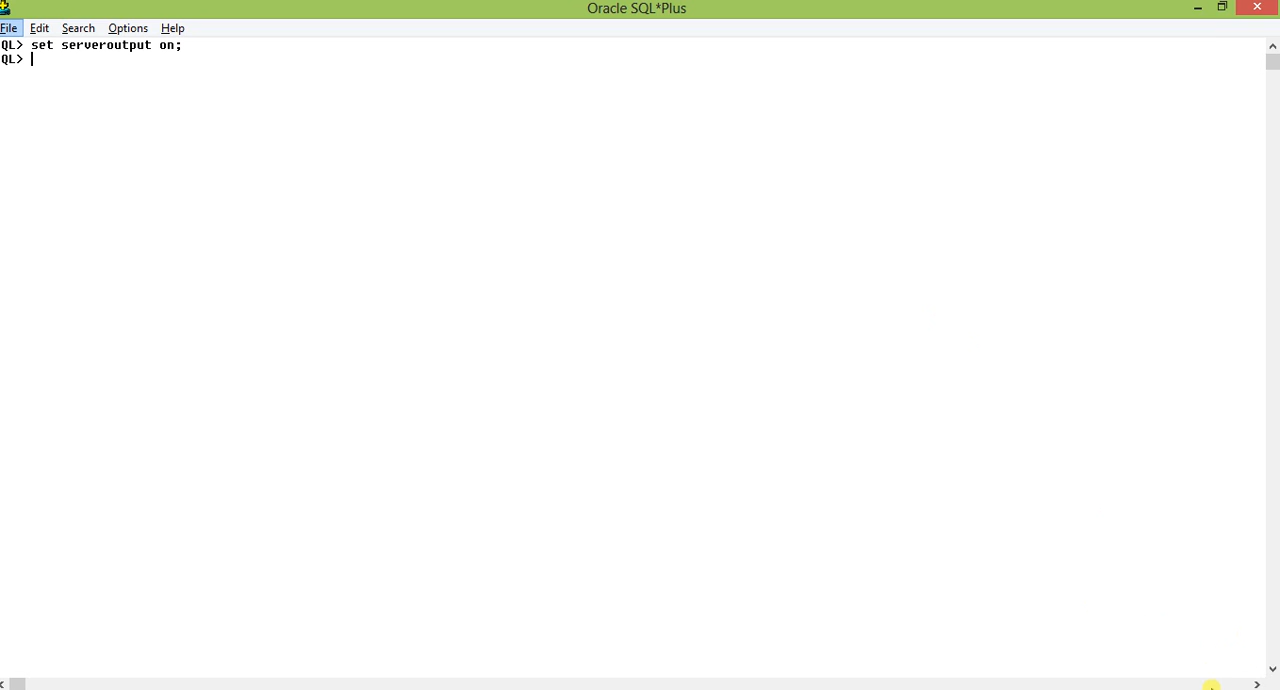 Oracle SQL*Plus
File Edit Search Options Help
QL> set serveroutput on;
QL>